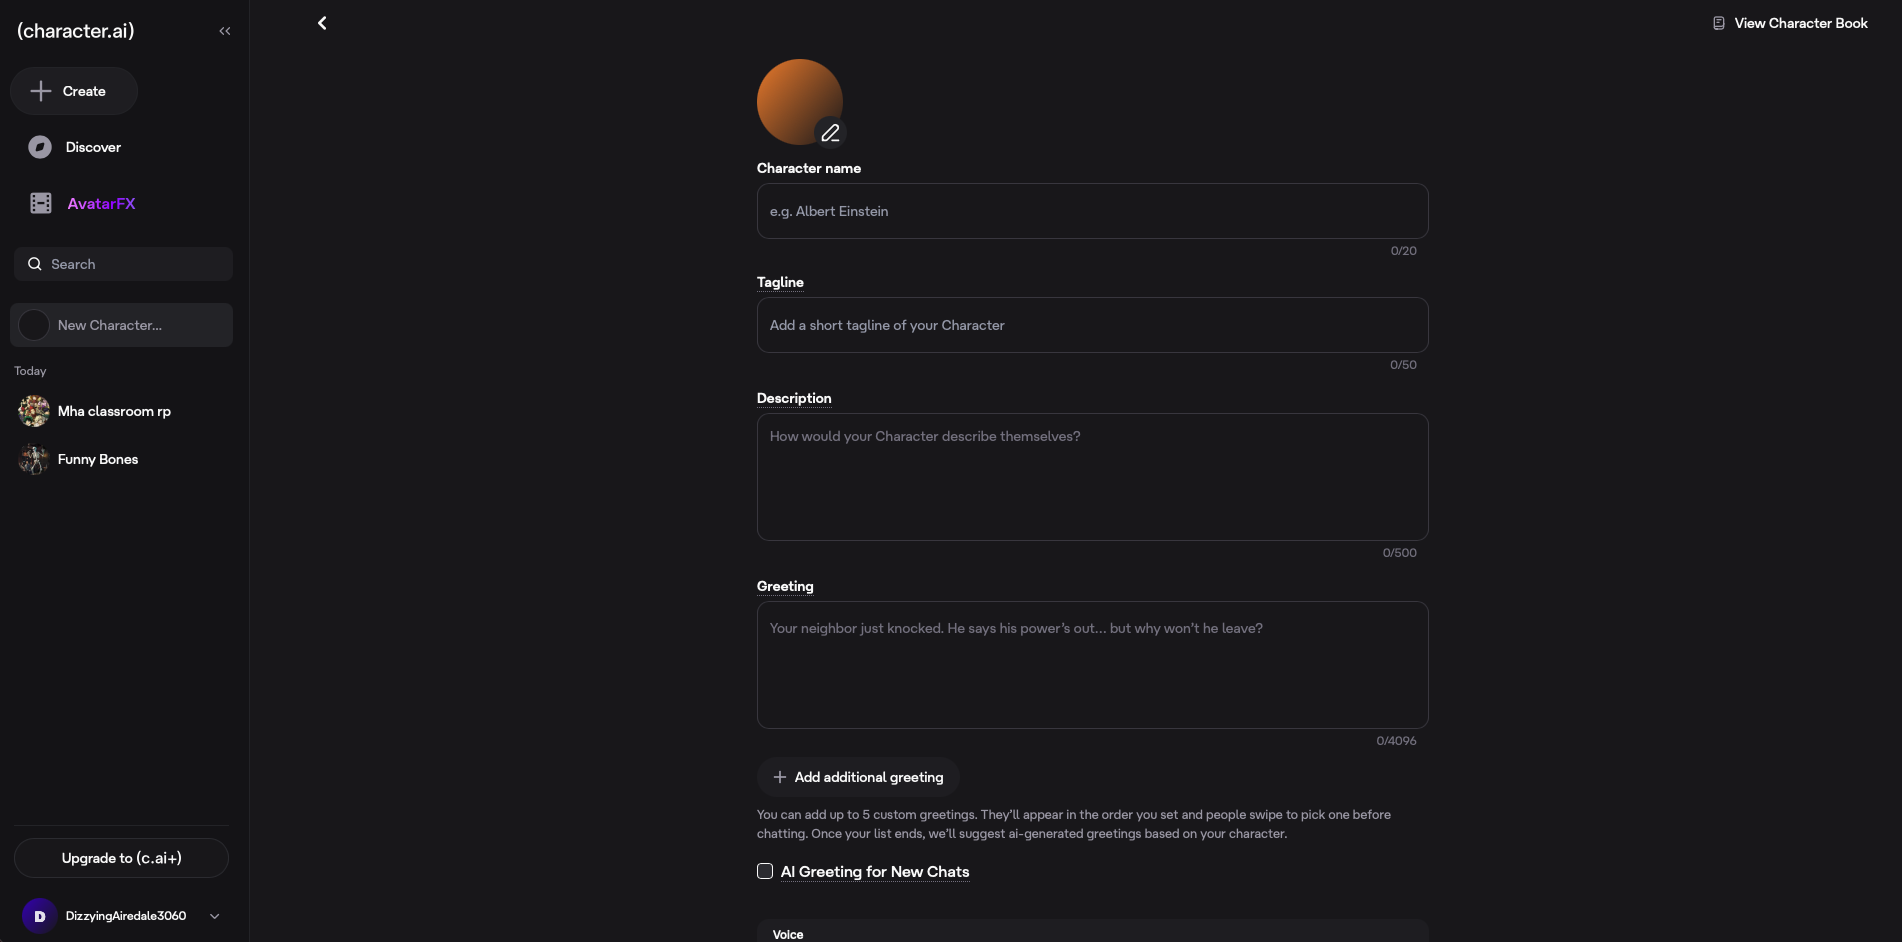 (character.ai)
Create
Discover
AvatarFX
Search
New Character...
Today
Mha classroom rp
Funny Bones
Upgrade to (c.ai+)
D
DizzyingAiredale3060
View Character Book
Character name
e.g. Albert Einstein
0/20
Tagline
Add a short tagline of your Character
0/50
Description
How would your Character describe themselves?
0/500
Greeting
Your neighbor just knocked. He says his power’s out... but why won’t he leave?
0/4096
Add additional greeting
You can add up to 5 custom greetings. They’ll appear in the order you set and people swipe to pick one before
chatting. Once your list ends, we’ll suggest ai-generated greetings based on your character.
AI Greeting for New Chats
Voice